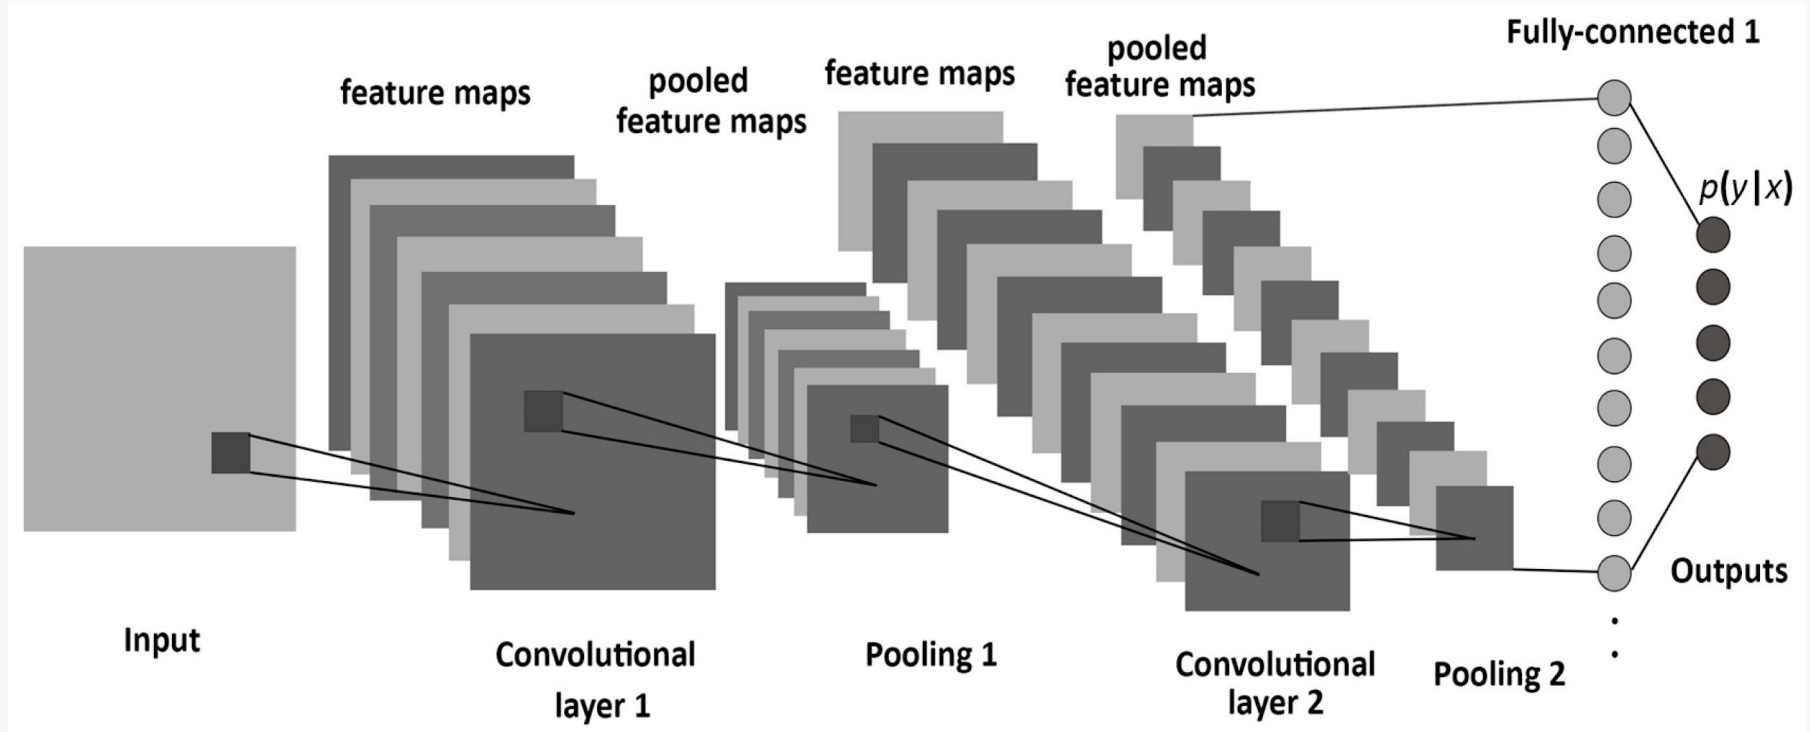 feature maps
pooled
feature maps
feature maps
pooled
feature maps
Fully-connected 1
p(y|x)
Outputs
Input
Convolutional
layer 1
Pooling 1
Convolutional
layer 2
Pooling 2